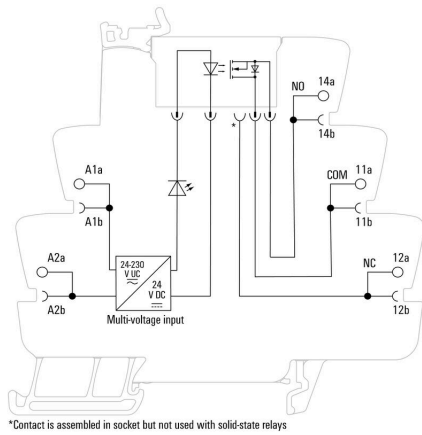 NO
14a
14b
*
A1a
A1b
COM
11a
11b
A2a
A2b
24-230
V UC
24
V DC
NC
12a
12b
Multi-voltage input
*Contact is assembled in socket but not used with solid-state relays